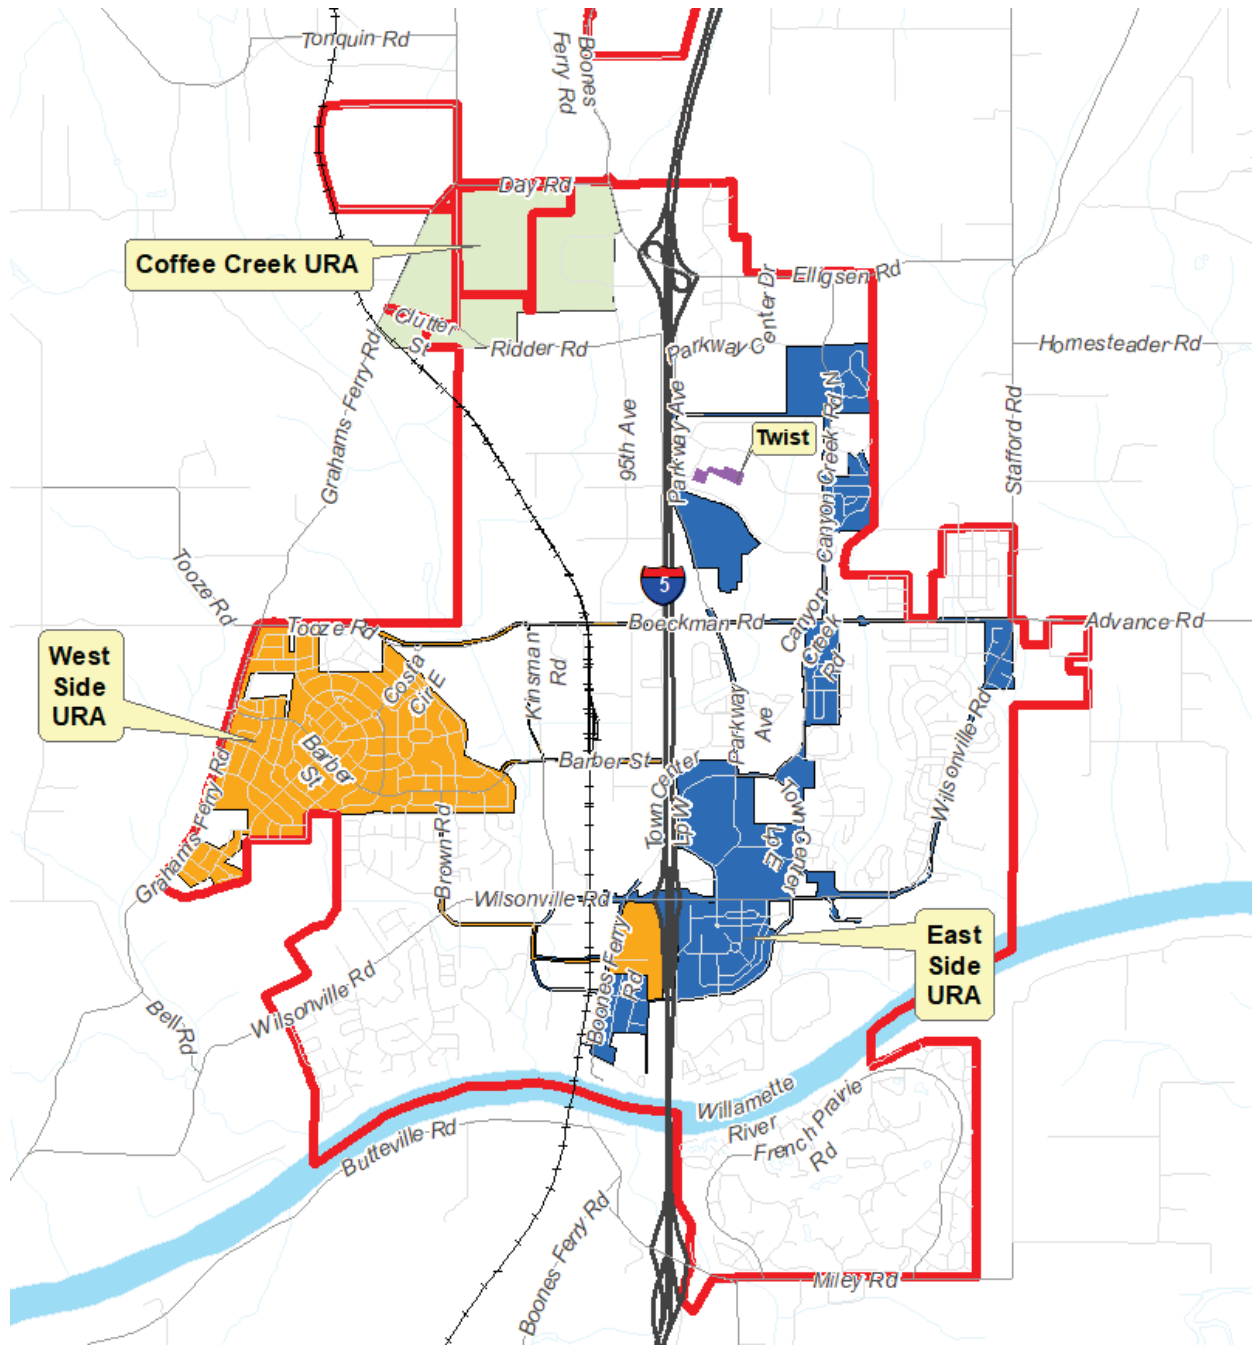 Tonquin Rd
Boones
Ferry Rd
Day Rd
Coffee Creek URA
Elligsen Rd
Clutter
St
Ridder Rd
Parkway Center Dr
Homesteader Rd
Grahams Ferry Rd
95th Ave
Parkway Ave
Twist
Canyon Creek Rd N
Stafford Rd
Tooze Rd
5
Tooze Rd
Boeckman Rd
Advance Rd
West
Side
URA
Costa
Cir E
Kinsman
Rd
Canyon
Creek
Rd
Parkway
Ave
Barber
St
Barber St
Town Center
Lp W
Town Center
Lp E
Wilsonville Rd
Grahams Ferry Rd
Brown Rd
Wilsonville Rd
Boones Ferry
Rd
East
Side
URA
Wilsonville Rd
Bell Rd
Willamette
River
Butteville Rd
French Prairie
Rd
Boones Ferry Rd
Miley Rd